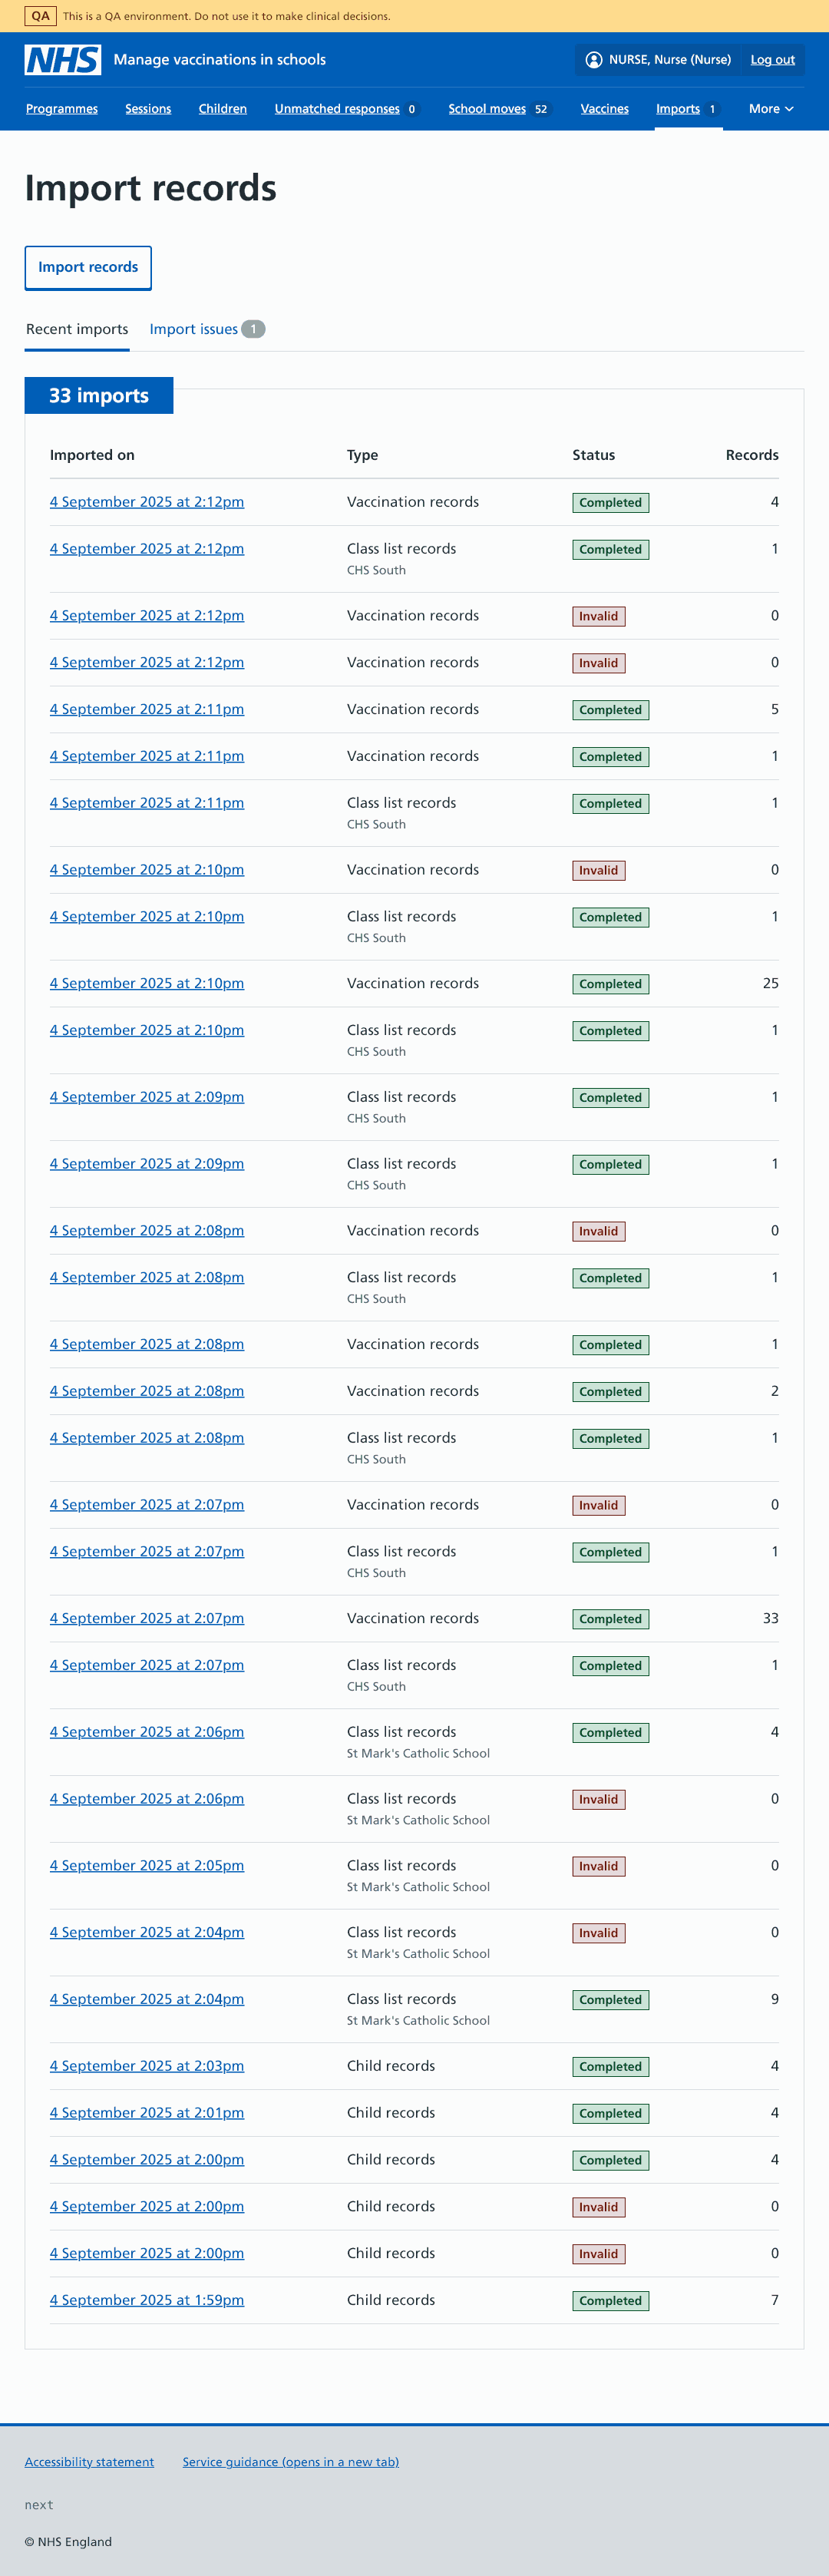 QA This is a QA environment. Do not use it to make clinical decisions.
NHS Manage vaccinations in schools NURSE, Nurse (Nurse) Log out
Programmes Sessions Children Unmatched responses 0 School moves 52 Vaccines Imports 1 More
Import records
Import records
Recent imports Import issues 1
33 imports
Imported on Type Status Records
4 September 2025 at 2:12pm Vaccination records Completed 4
4 September 2025 at 2:12pm Class list records Completed 1
CHS South
4 September 2025 at 2:12pm Vaccination records Invalid 0
4 September 2025 at 2:12pm Vaccination records Invalid 0
4 September 2025 at 2:11pm Vaccination records Completed 5
4 September 2025 at 2:11pm Vaccination records Completed 1
4 September 2025 at 2:11pm Class list records Completed 1
CHS South
4 September 2025 at 2:10pm Vaccination records Invalid 0
4 September 2025 at 2:10pm Class list records Completed 1
CHS South
4 September 2025 at 2:10pm Vaccination records Completed 25
4 September 2025 at 2:10pm Class list records Completed 1
CHS South
4 September 2025 at 2:09pm Class list records Completed 1
CHS South
4 September 2025 at 2:09pm Class list records Completed 1
CHS South
4 September 2025 at 2:08pm Vaccination records Invalid 0
4 September 2025 at 2:08pm Class list records Completed 1
CHS South
4 September 2025 at 2:08pm Vaccination records Completed 1
4 September 2025 at 2:08pm Vaccination records Completed 2
4 September 2025 at 2:08pm Class list records Completed 1
CHS South
4 September 2025 at 2:07pm Vaccination records Invalid 0
4 September 2025 at 2:07pm Class list records Completed 1
CHS South
4 September 2025 at 2:07pm Vaccination records Completed 33
4 September 2025 at 2:07pm Class list records Completed 1
CHS South
4 September 2025 at 2:06pm Class list records Completed 4
St Mark's Catholic School
4 September 2025 at 2:06pm Class list records Invalid 0
St Mark's Catholic School
4 September 2025 at 2:05pm Class list records Invalid 0
St Mark's Catholic School
4 September 2025 at 2:04pm Class list records Invalid 0
St Mark's Catholic School
4 September 2025 at 2:04pm Class list records Completed 9
St Mark's Catholic School
4 September 2025 at 2:03pm Child records Completed 4
4 September 2025 at 2:01pm Child records Completed 4
4 September 2025 at 2:00pm Child records Completed 4
4 September 2025 at 2:00pm Child records Invalid 0
4 September 2025 at 2:00pm Child records Invalid 0
4 September 2025 at 1:59pm Child records Completed 7
Accessibility statement Service guidance (opens in a new tab)
next
© NHS England